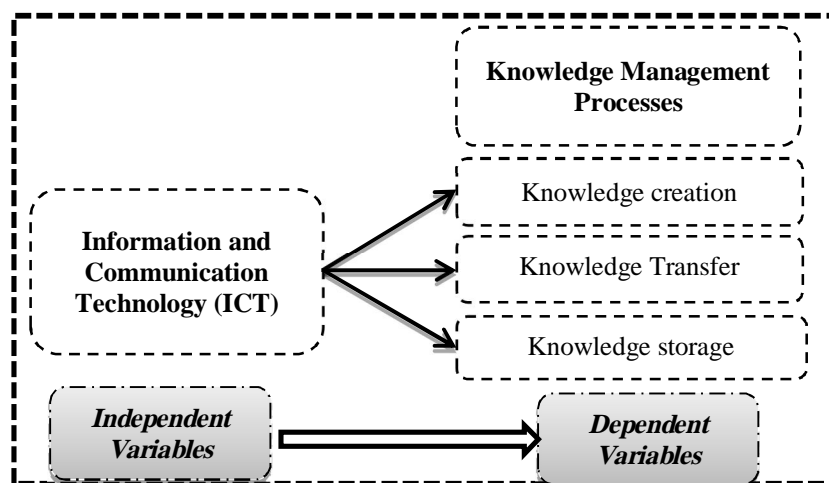 Knowledge Management
Processes
Knowledge creation
Information and
Communication
Technology (ICT)
Knowledge Transfer
Knowledge storage
Independent
Variables
Dependent
Variables